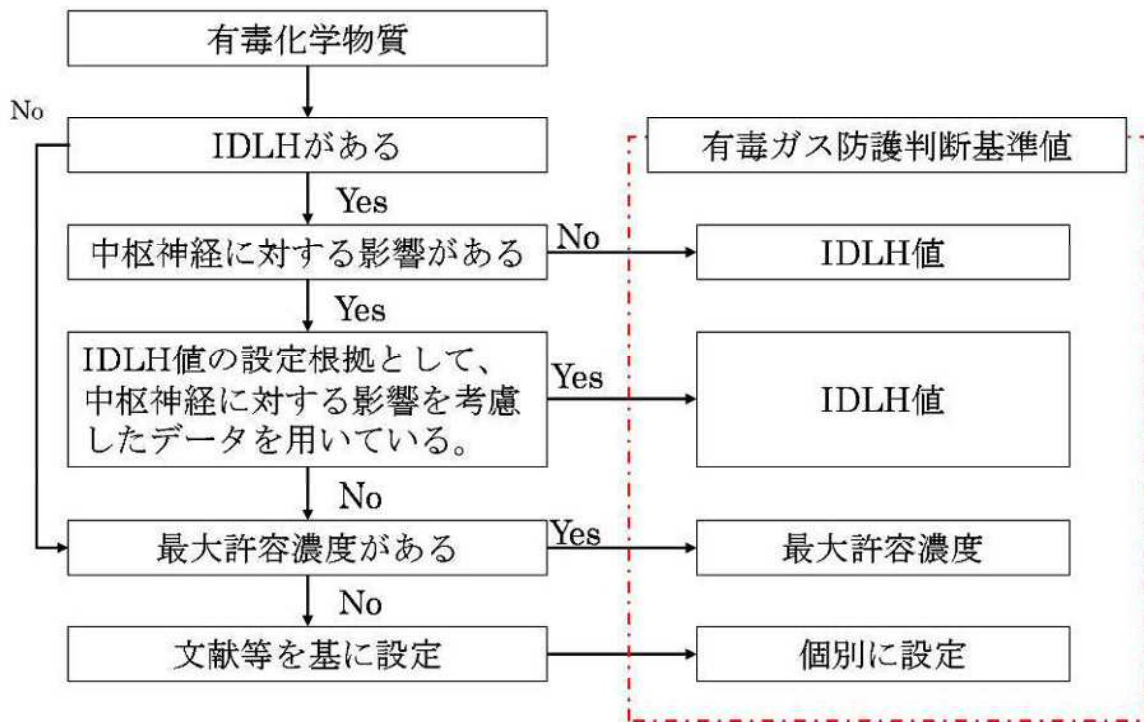 有毒化学物質
No
IDLHがある
有毒ガス防護判断基準値
Yes
中枢神経に対する影響がある
No
IDLH値
Yes
IDLH値の設定根拠として、
中枢神経に対する影響を考慮
したデータを用いている。
Yes
IDLH値
No
最大許容濃度がある
Yes
最大許容濃度
No
文献等を基に設定
個別に設定